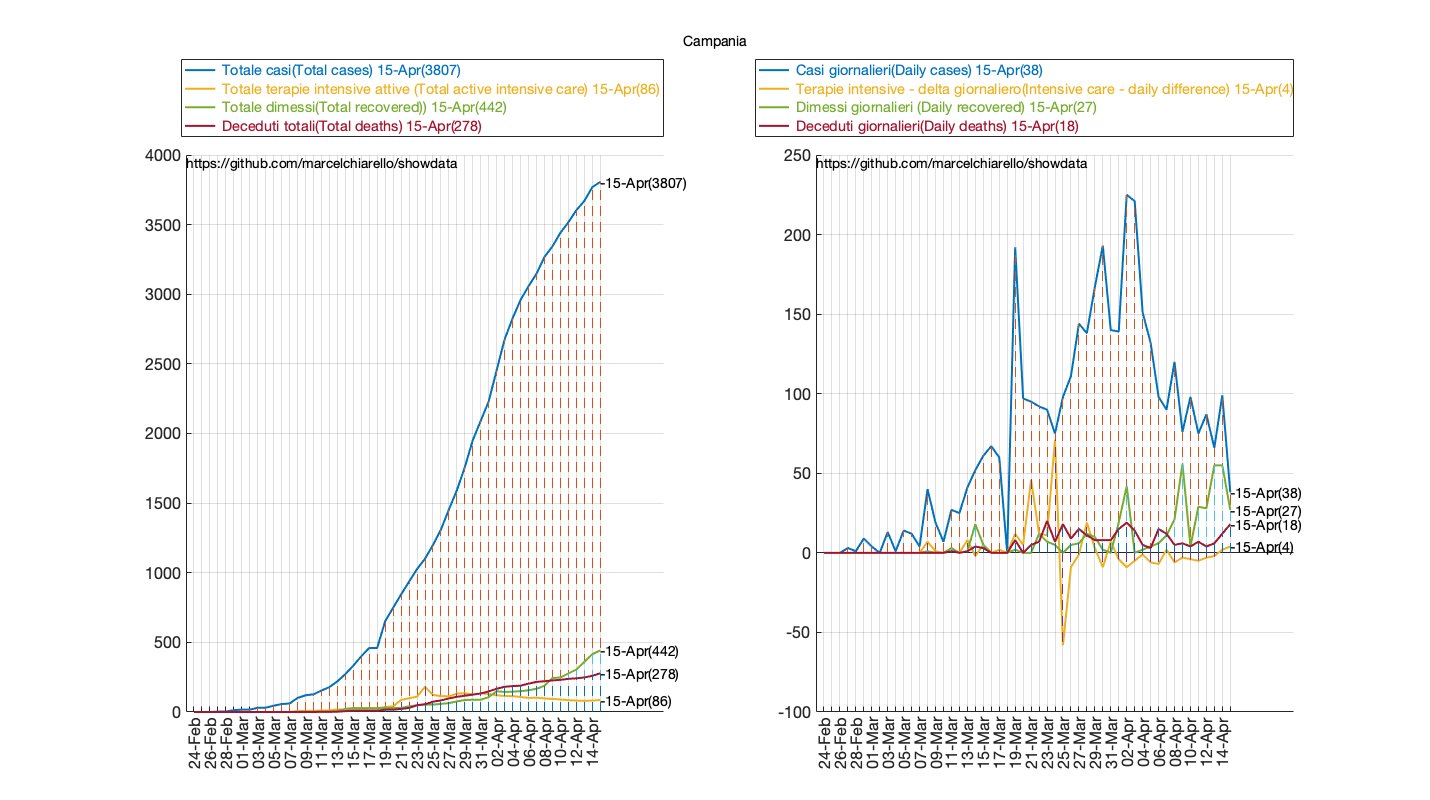 Campania
Totale casi(Total cases) 15-Apr(3807)
Totale terapie intensive attive (Total active intensive care) 15-Apr(86)
Totale dimessi(Total recovered)) 15-Apr(442)
Deceduti totali(Total deaths) 15-Apr(278)
4000
3500
3000
2500
2000
1500
1000
500
0
https://github.com/marcelchiarello/showdata
-15-Apr(3807)
-15-Apr(442)
-15-Apr(278)
-15-Apr(86)
24-Feb
26-Feb
28-Feb
01-Mar
03-Mar
05-Mar
07-Mar
09-Mar
11-Mar
13-Mar
15-Mar
17-Mar
19-Mar
21-Mar
23-Mar
25-Mar
27-Mar
29-Mar
31-Mar
02-Apr
04-Apr
06-Apr
08-Apr
10-Apr
12-Apr
14-Apr
Casi giornalieri(Daily cases) 15-Apr(38)
Terapie intensive - delta giornaliero(Intensive care - daily difference) 15-Apr(4)
Dimessi giornalieri (Daily recovered) 15-Apr(27)
Deceduti giornalieri(Daily deaths) 15-Apr(18)
250
200
150
100
50
0
-50
-100
https://github.com/marcelchiarello/showdata
-15-Apr(38)
-15-Apr(27)
-15-Apr(18)
-15-Apr(4)
24-Feb
26-Feb
28-Feb
01-Mar
03-Mar
05-Mar
07-Mar
09-Mar
11-Mar
13-Mar
15-Mar
17-Mar
19-Mar
21-Mar
23-Mar
25-Mar
27-Mar
29-Mar
31-Mar
02-Apr
04-Apr
06-Apr
08-Apr
10-Apr
12-Apr
14-Apr